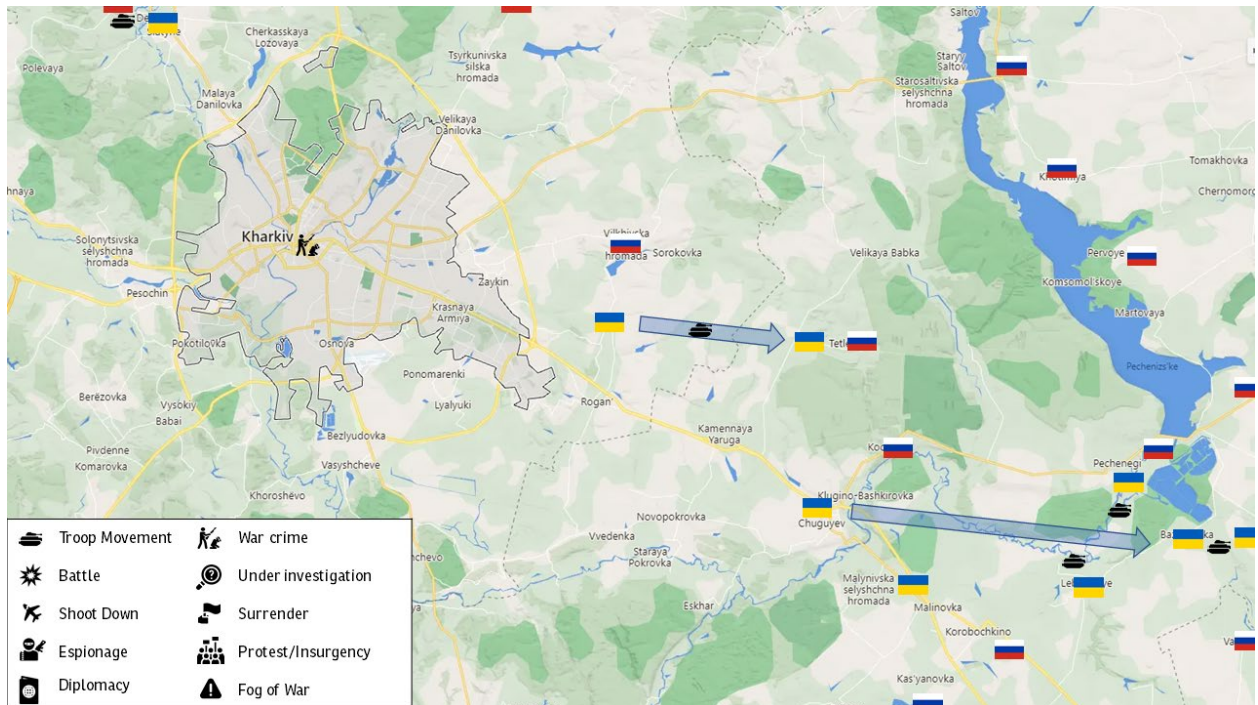 Saltov
Cherkasskaya
Lozovaya
Tsyrkunivska
silska
hromada
Polevaya
Malaya
Danilovka
Staryy
Saltov
Starosaltivska
selyshchna
hromada
Velikaya
Danilovka
Tomakhovka
Solonytsivska
selyshchna
hromada
Kharkiv
Sorokovka
Velikaya Babka
Pervoye
Pesochin
Zaykin
Komsomol'skoye
Krasnaya
Armiya
Martovaya
Pokotilovka
Osnova
Pechenizs'ke
Ponomarenki
Berezovka
Vysokiy
Babai
Lyalyuki
Rogan
Kamennaya
Yaruga
Bezlyudovka
Pivdenne
Komarovka
Vasyshcheve
Pechenegi
Khoroshevo
Klugino-Bashkirovka
Chuguyev
Novopokrovka
Vvedenka
Staraya
Pokrovka
Malynivska
selyshchna
hromada
Eskhar
Malinovka
Korobochkino
Kas'yanovka
Troop Movement
War crime
Battle
Under investigation
Shoot Down
Surrender
Espionage
Protest/Insurgency
Diplomacy
Fog of War